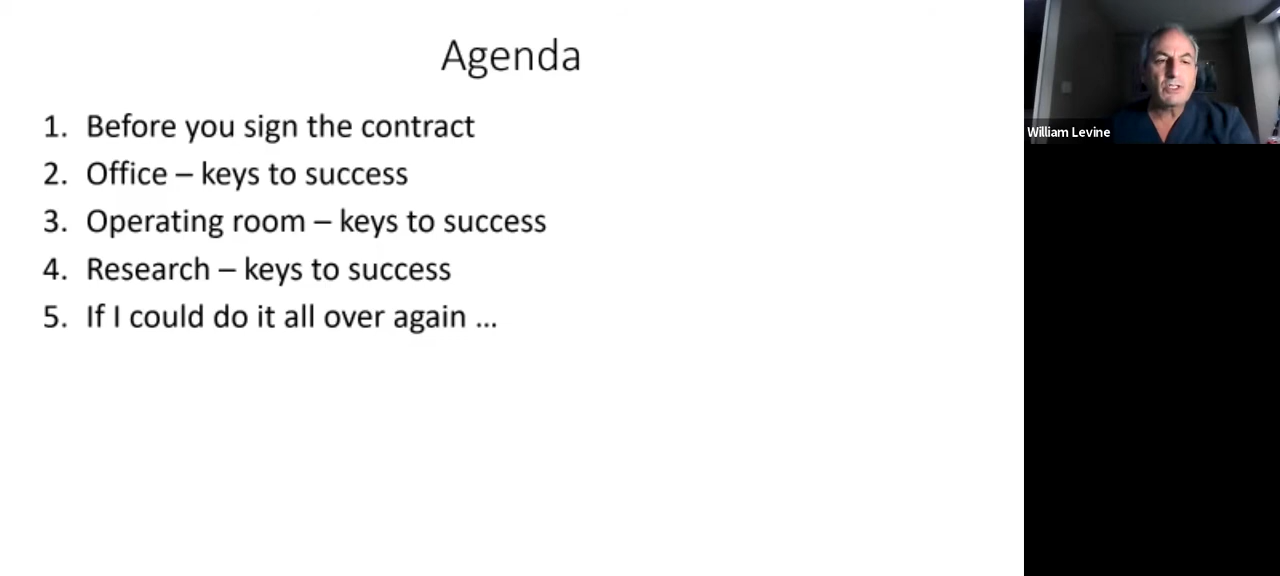 Agenda
1. Before you sign the contract
2. Office – keys to success
3. Operating room – keys to success
4. Research – keys to success
5. If I could do it all over again ...
William Levine